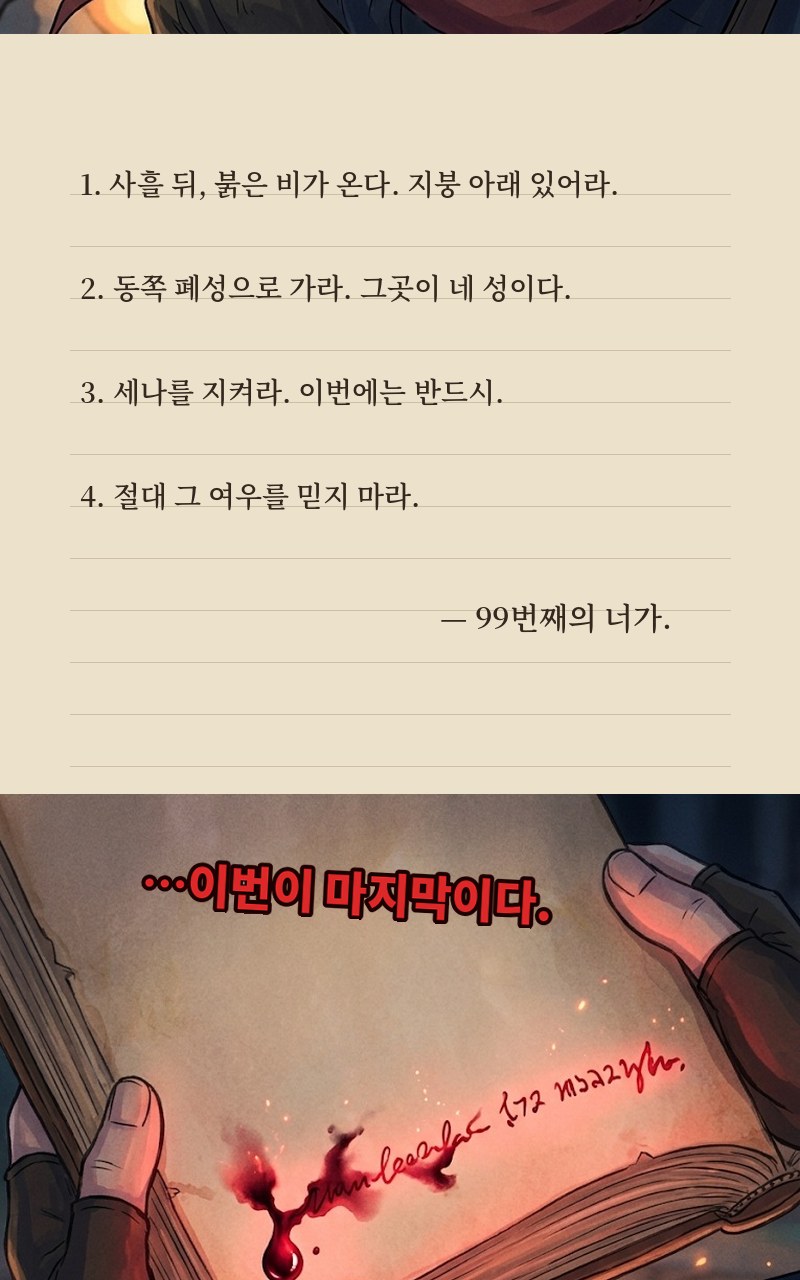 1. 사흘 뒤, 붉은 비가 온다. 지붕 아래 있어라.
2. 동쪽 폐성으로 가라. 그곳이 네 성이다.
3. 세나를 지켜라. 이번에는 반드시.
4. 절대 그 여우를 믿지 마라.
— 99번째의 너가.
…이번이 마지막이다.